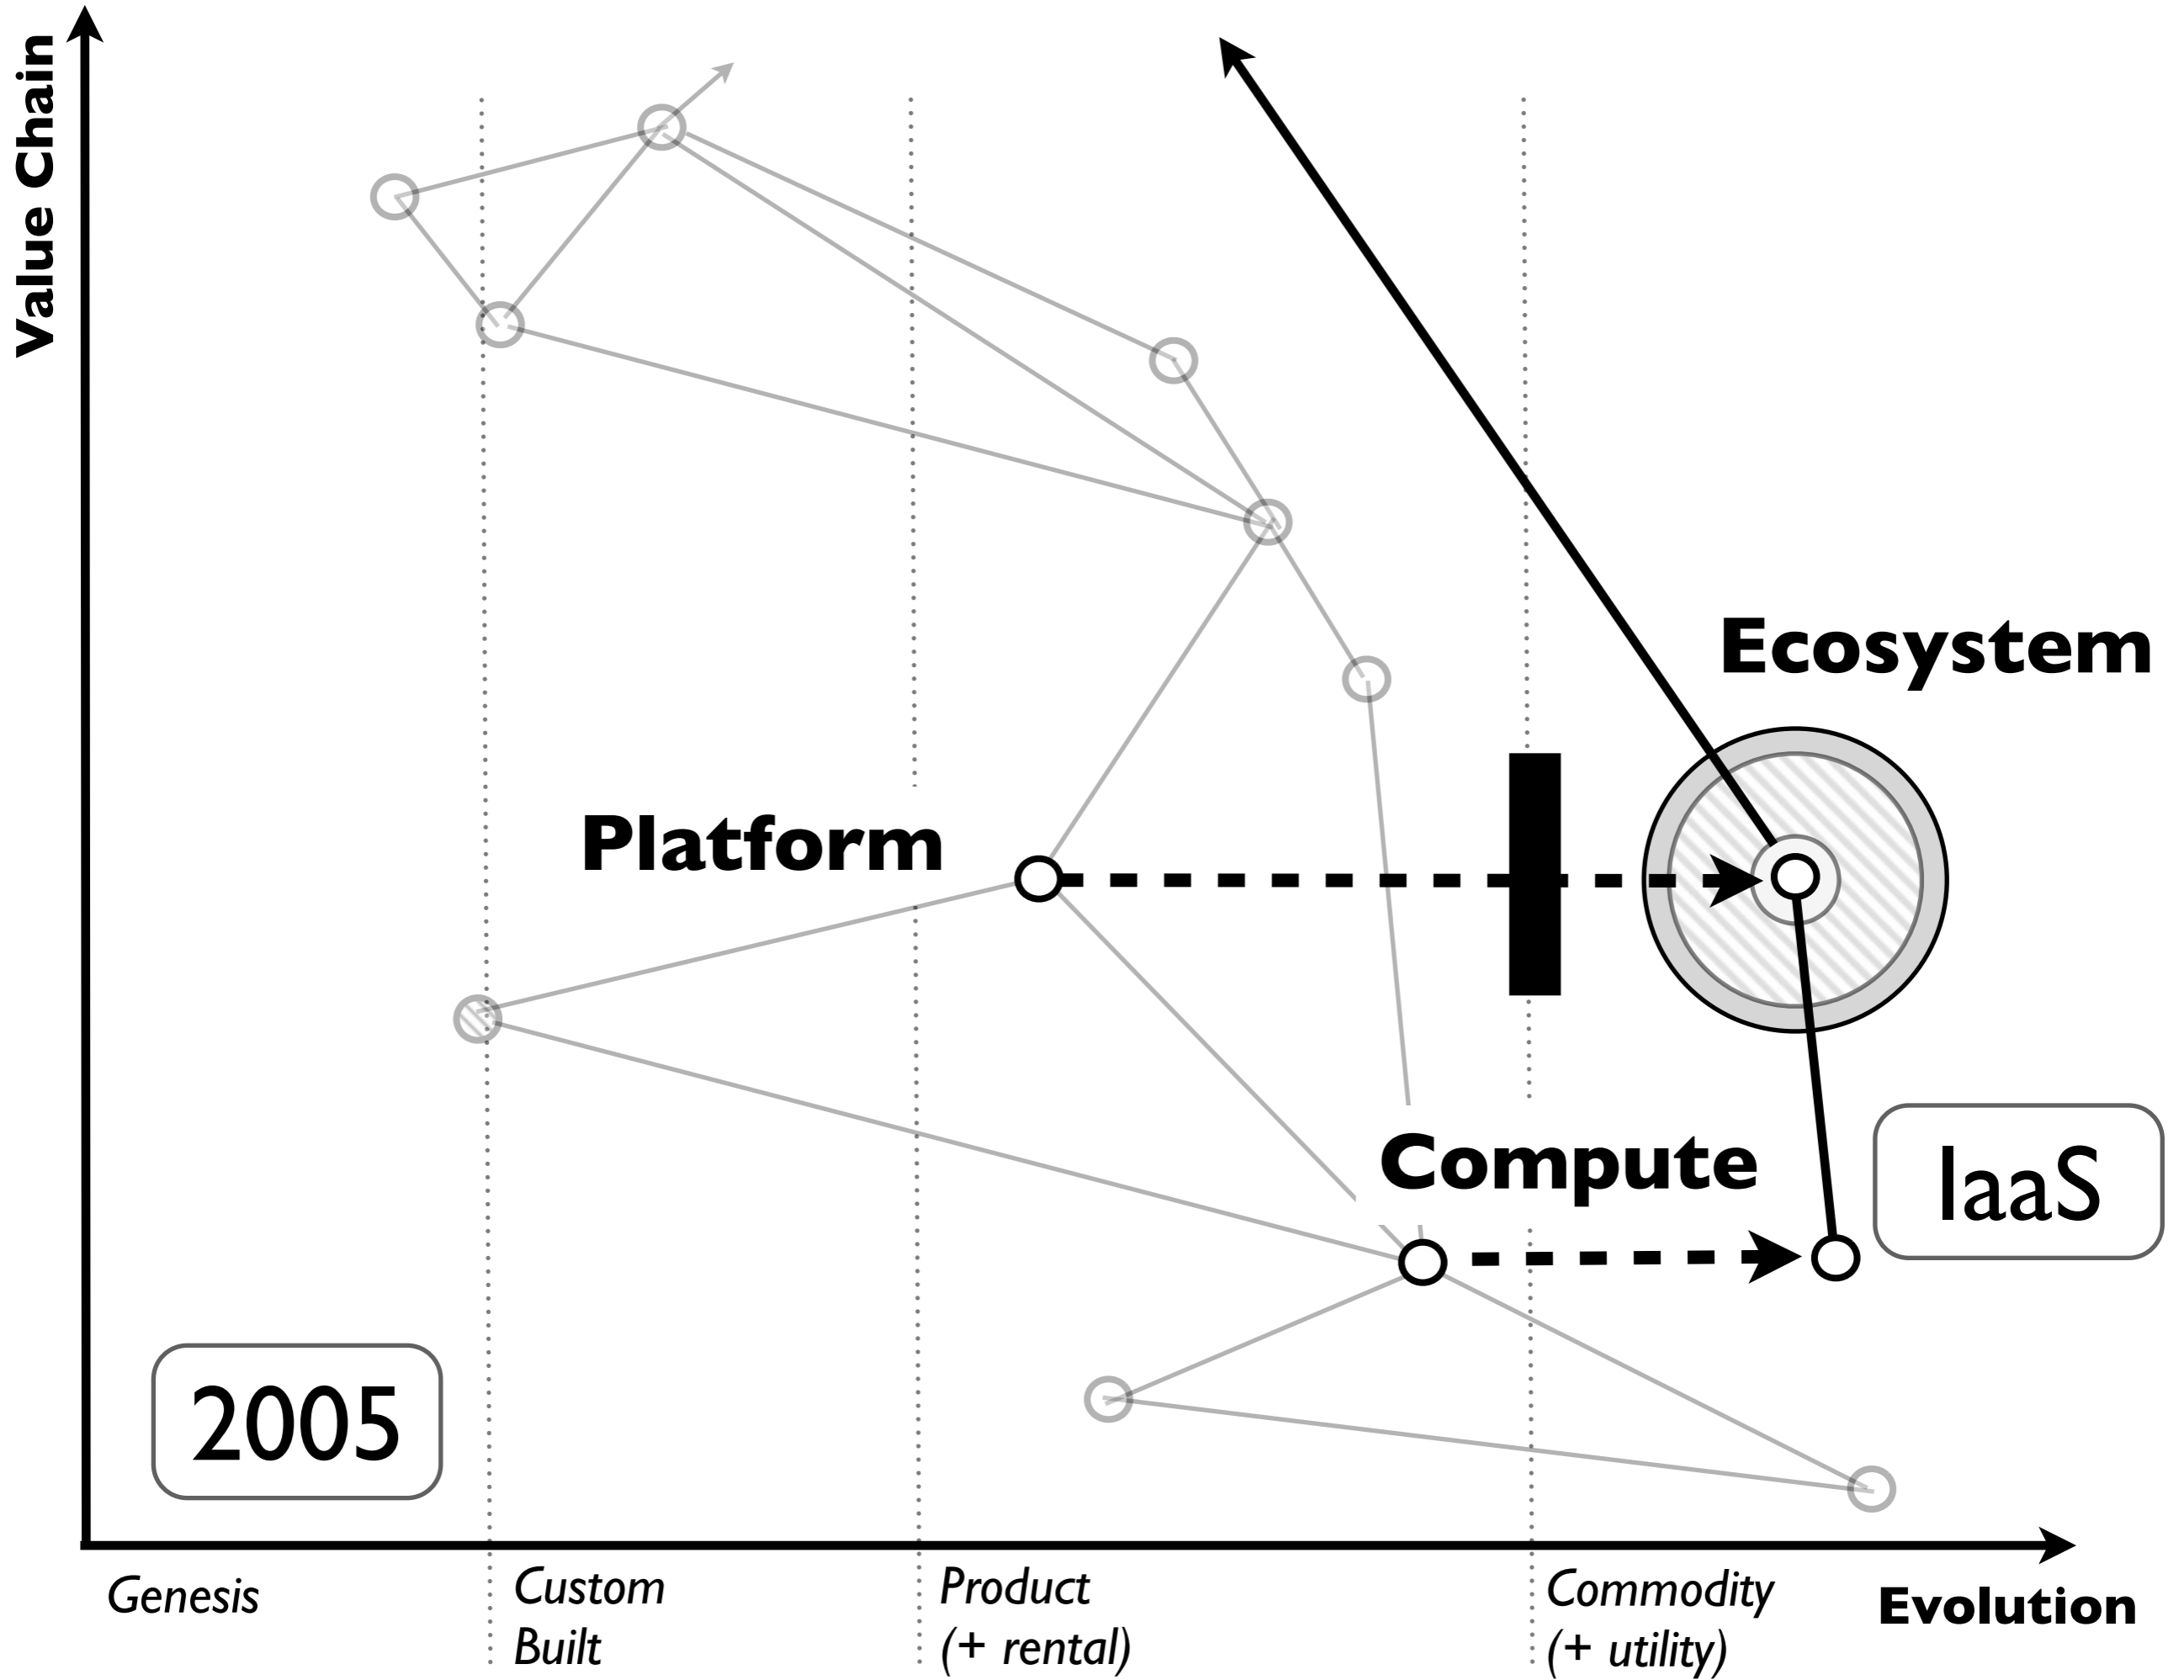 Value Chain
Ecosystem
Platform
Compute
IaaS
2005
Genesis
Custom
Built
Product
(+ rental)
Commodity
(+ utility)
Evolution